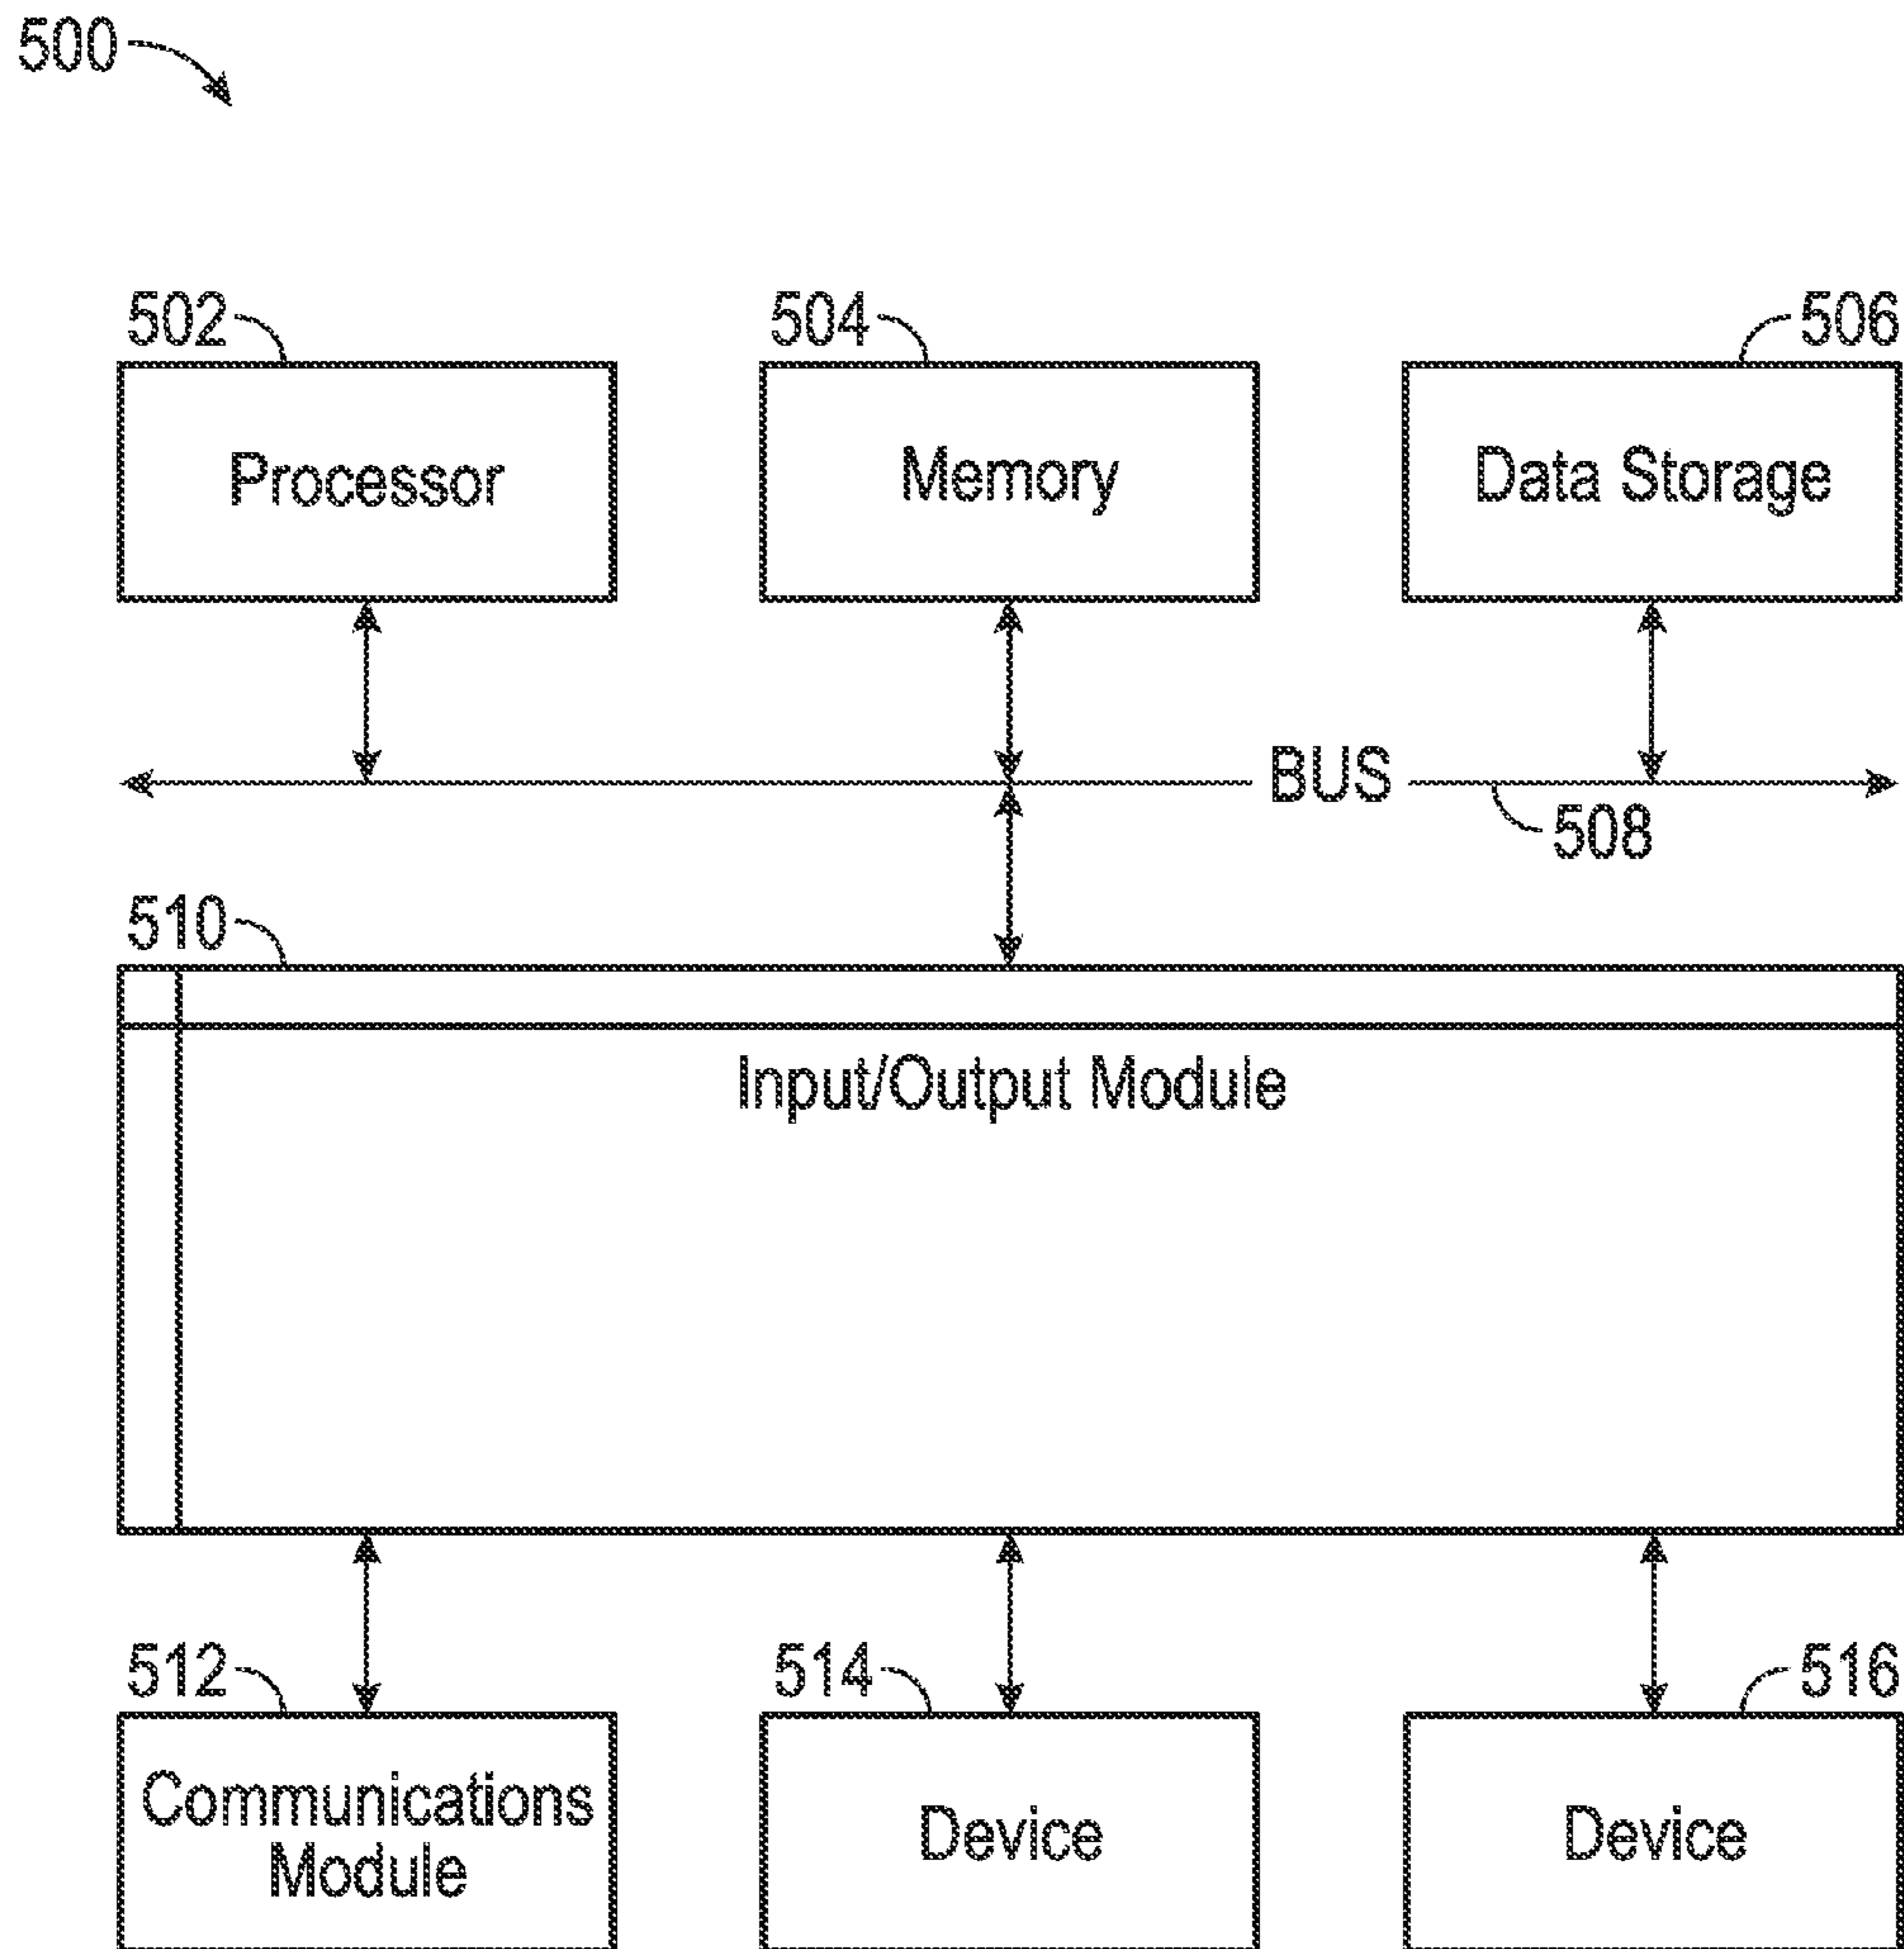 500
502
504
506
Processor
Memory
Data Storage
BUS
508
510
Input/Output Module
512
514
516
Communications
Module
Device
Device